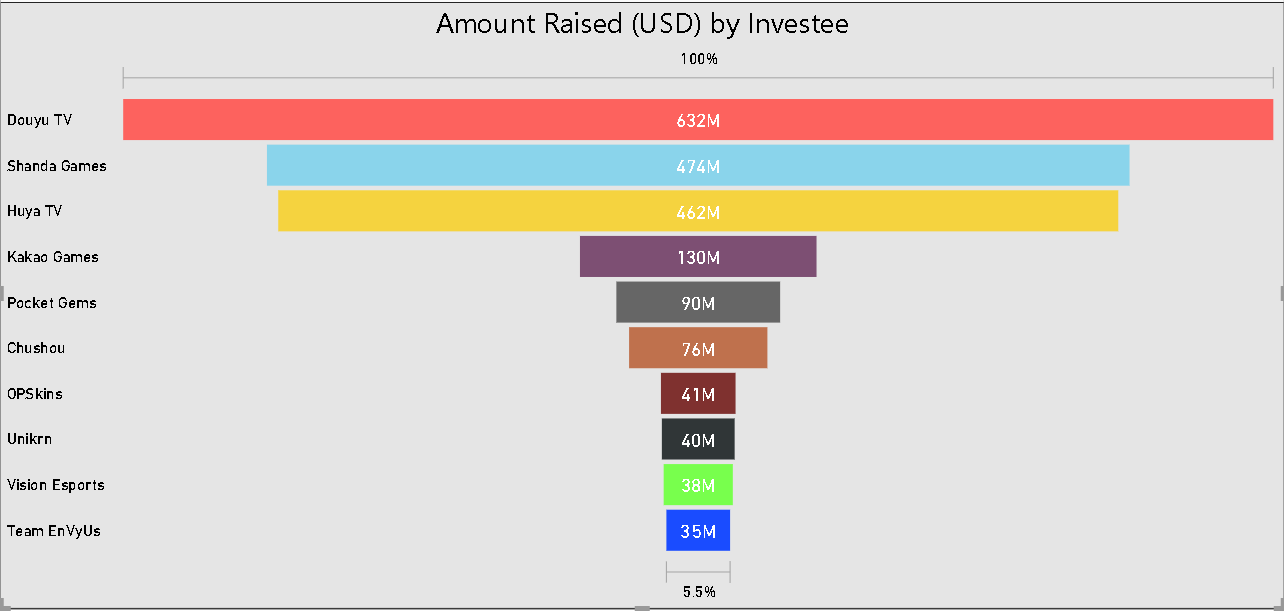 Amount Raised (USD) by Investee
100%
Douyu TV 632M
Shanda Games 474M
Huya TV 462M
Kakao Games 130M
Pocket Gems 90M
Chushou 76M
OPSkins 41M
Unikrn 40M
Vision Esports 38M
Team EnVyUs 35M
5.5%